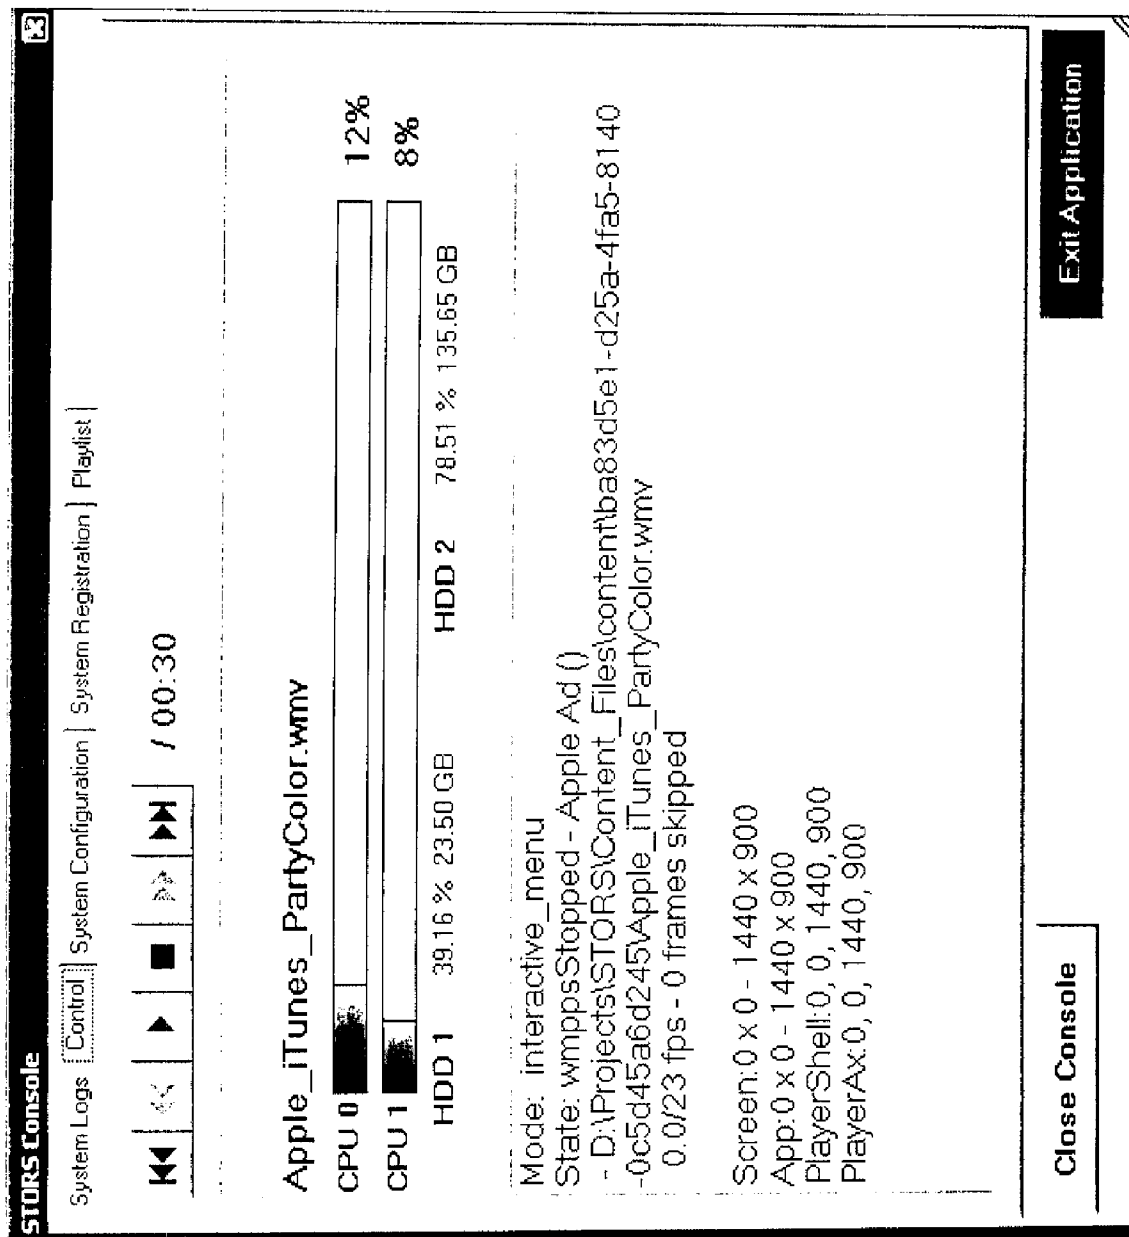 STORS Console
System Logs Control System Configuration System Registration Playlist
/ 00:30
Apple_iTunes_PartyColor.wmv
CPU 0 12%
CPU 1 8%
HDD 1 39.16 % 23.50 GB HDD 2 78.51 % 135.65 GB
Mode: interactive_menu
State: wmppsStopped - Apple Ad ()
- D:\Projects\STORS\Content_Files\content\ba83d5e1-d25a-4fa5-8140
-0c5d45a6d245\Apple_iTunes_PartyColor.wmv
0.0/23 fps - 0 frames skipped
Screen:0 x 0 - 1440 x 900
App:0 x 0 - 1440 x 900
PlayerShell:0, 0, 1440, 900
PlayerAx:0, 0, 1440, 900
Close Console Exit Application